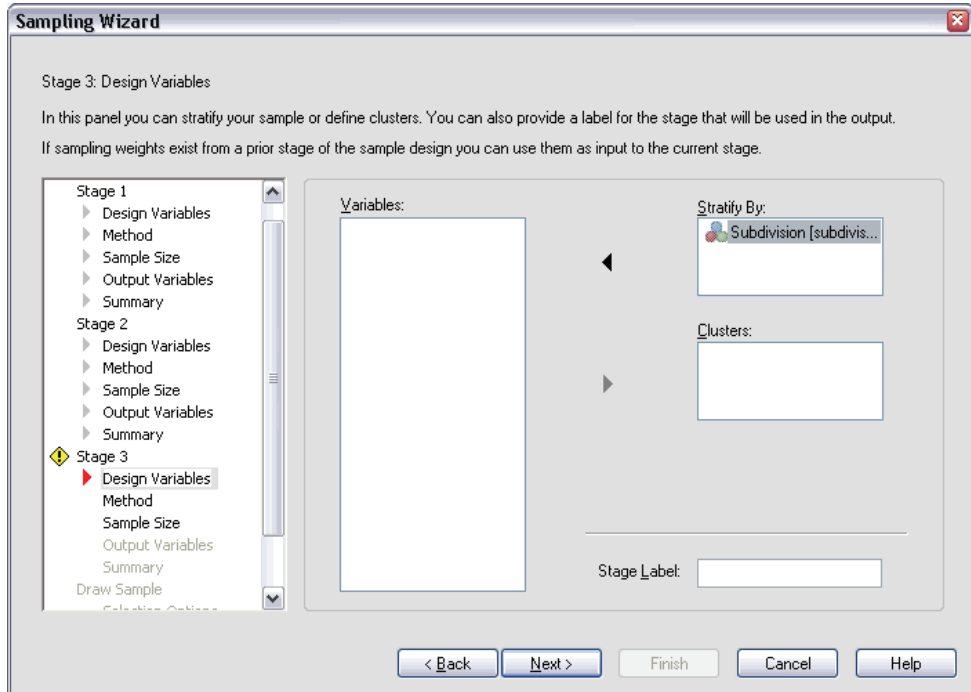 Sampling Wizard
Stage 3: Design Variables
In this panel you can stratify your sample or define clusters. You can also provide a label for the stage that will be used in the output.
If sampling weights exist from a prior stage of the sample design you can use them as input to the current stage.
Stage 1
Design Variables
Method
Sample Size
Output Variables
Summary
Stage 2
Design Variables
Method
Sample Size
Output Variables
Summary
Stage 3
Design Variables
Method
Sample Size
Output Variables
Summary
Draw Sample
Selection Options
Variables:
Stratify By:
Subdivision [subdivis...
Clusters:
Stage Label:
< Back
Next >
Finish
Cancel
Help